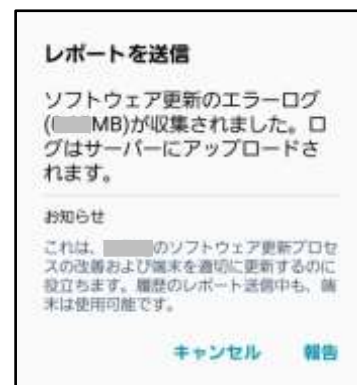 レポートを送信
ソフトウェア更新のエラーログ
(MB)が収集されました。ロ
グはサーバーにアップロードさ
れます。
お知らせ
これは、のソフトウェア更新プロセ
スの改善および端末を適切に更新するのに
役立ちます。履歴のレポート送信中も、端
末は使用可能です。
キャンセル 報告